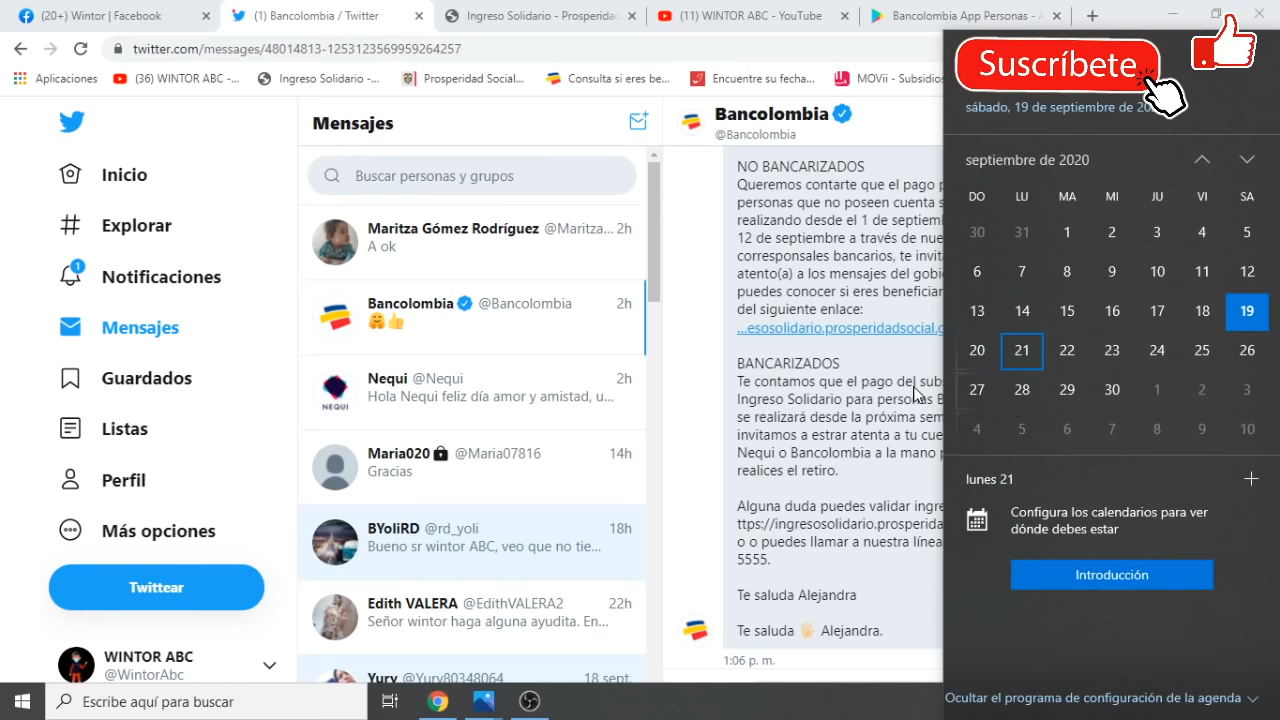 (20+) Wintor | Facebook
(1) Bancolombia / Twitter
Ingreso Solidario - Prosperidad
(11) WINTOR ABC - YouTube
Bancolombia App Personas - A
twitter.com/messages/48014813-1253123569959264257
Aplicaciones
(36) WINTOR ABC -...
Ingreso Solidario -...
Prosperidad Social...
Consulta si eres be...
Encuentre su fecha...
MOVii - Subsidios
Inicio
Explorar
1
Notificaciones
Mensajes
Guardados
Listas
Perfil
Más opciones
Twittear
WINTOR ABC
@WintorAbc
Mensajes
Buscar personas y grupos
Maritza Gómez Rodríguez @Maritza... 2h
A ok
Bancolombia @Bancolombia 2h
🤗👍
Nequi @Nequi 2h
Hola Nequi feliz día amor y amistad, u...
NEQUI
Maria020 @Maria07816 14h
Gracias
BYoliRD @rd_yoli 18h
Bueno sr wintor ABC, veo que no tie...
Edith VALERA @EdithVALERA2 22h
Señor wintor haga alguna ayudita. En...
Yury @Yury80348064 18 sept.
Bancolombia
@Bancolombia
NO BANCARIZADOS
Queremos contarte que el pago p
personas que no poseen cuenta s
realizando desde el 1 de septiemb
12 de septiembre a través de nue
corresponsales bancarios, te invit
atento(a) a los mensajes del gobi
puedes conocer si eres beneficiar
del siguiente enlace:
...esosolidario.prosperidadsocial.g
BANCARIZADOS
Te contamos que el pago del subs
Ingreso Solidario para personas B
se realizará desde la próxima sem
invitamos a estrar atenta a tu cue
Nequi o Bancolombia a la mano p
realices el retiro.
Alguna duda puedes validar ingre
ttps://ingresosolidario.prosperida
o o puedes llamar a nuestra línea
5555.
Te saluda Alejandra
Te saluda 🖐🏻 Alejandra.
1:06 p. m.
Suscríbete
sábado, 19 de septiembre de 20
septiembre de 2020
DO LU MA MI JU VI SA
30 31 1 2 3 4 5
6 7 8 9 10 11 12
13 14 15 16 17 18 19
20 21 22 23 24 25 26
27 28 29 30 1 2 3
4 5 6 7 8 9 10
lunes 21
Configura los calendarios para ver
dónde debes estar
Introducción
Ocultar el programa de configuración de la agenda
Escribe aquí para buscar